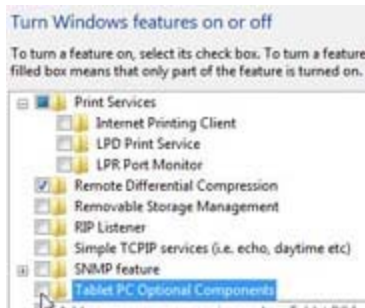 Turn Windows features on or off
To turn a feature on, select its check box. To turn a feature
filled box means that only part of the feature is turned on.
Print Services
Internet Printing Client
LPD Print Service
LPR Port Monitor
Remote Differential Compression
Removable Storage Management
RIP Listener
Simple TCPIP services (i.e. echo, daytime etc)
SNMP feature
Tablet PC Optional Components